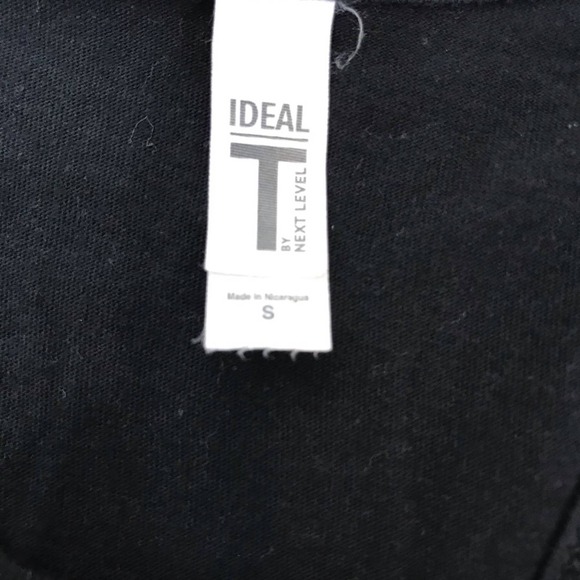 IDEAL
T
BY
NEXT LEVEL
Made in Nicaragua
S